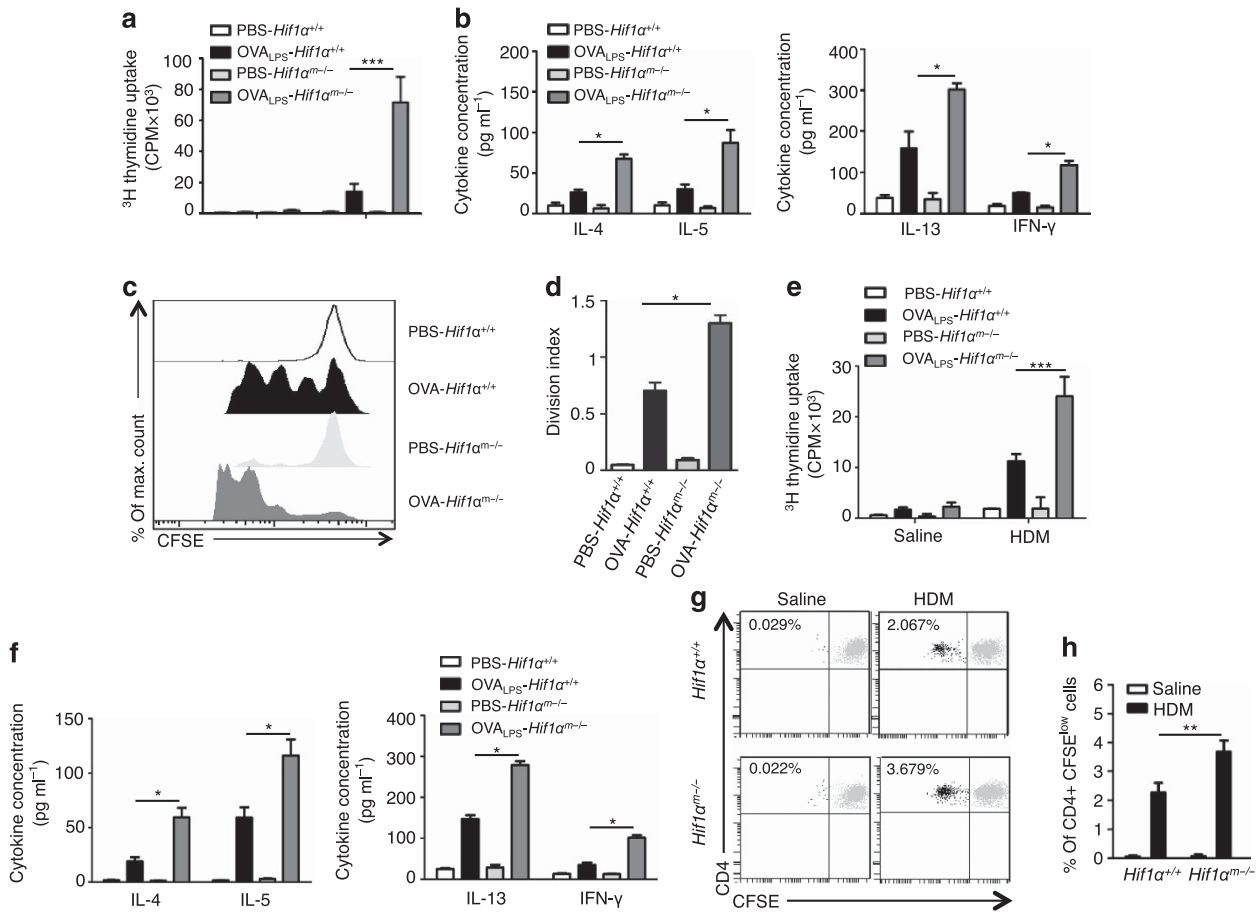 a
PBS-Hif1α+/+
OVALPS-Hif1α+/+
PBS-Hif1αm−/−
OVALPS-Hif1αm−/−
***
100
80
60
40
20
0
3H thymidine uptake
(CPM×103)
b
PBS-Hif1α+/+
OVALPS-Hif1α+/+
PBS-Hif1αm−/−
OVALPS-Hif1αm−/−
200
150
100
50
0
Cytokine concentration
(pg ml−1)
*
*
IL-4
IL-5
400
300
200
100
0
Cytokine concentration
(pg ml−1)
*
*
IL-13
IFN-γ
c
% Of max. count
CFSE
PBS-Hif1α+/+
OVA-Hif1α+/+
PBS-Hif1αm−/−
OVA-Hif1αm−/−
d
Division index
1.5
1
0.5
0
*
PBS-Hif1α+/+
OVA-Hif1α+/+
PBS-Hif1αm−/−
OVA-Hif1αm−/−
e
PBS-Hif1α+/+
OVALPS-Hif1α+/+
PBS-Hif1αm−/−
OVALPS-Hif1αm−/−
***
30
20
10
0
3H thymidine uptake
(CPM×103)
Saline
HDM
f
150
100
50
0
Cytokine concentration
(pg ml−1)
*
*
IL-4
IL-5
PBS-Hif1α+/+
OVALPS-Hif1α+/+
PBS-Hif1αm−/−
OVALPS-Hif1αm−/−
400
300
200
100
0
Cytokine concentration
(pg ml−1)
*
*
IL-13
IFN-γ
g
Saline
HDM
0.029%
2.067%
Hif1α+/+
0.022%
3.679%
Hif1αm−/−
CD4
CFSE
h
Saline
HDM
**
6
5
4
3
2
1
0
% Of CD4+ CFSElow cells
Hif1α+/+
Hif1αm−/−